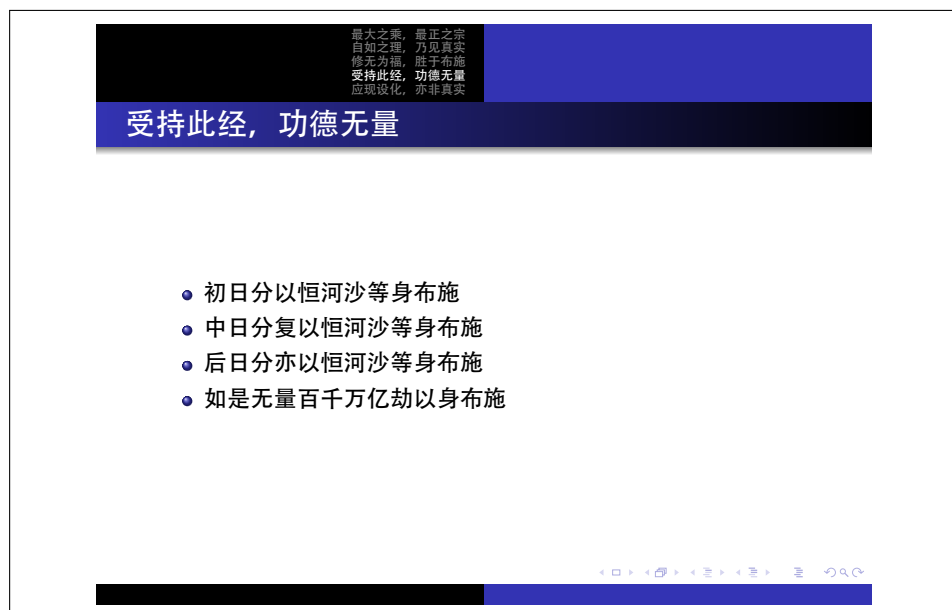 最大之乘，最正之宗
自如之理，乃见真实
修无为福，胜于布施
受持此经，功德无量
应现设化，亦非真实
受持此经，功德无量
初日分以恒河沙等身布施
中日分复以恒河沙等身布施
后日分亦以恒河沙等身布施
如是无量百千万亿劫以身布施